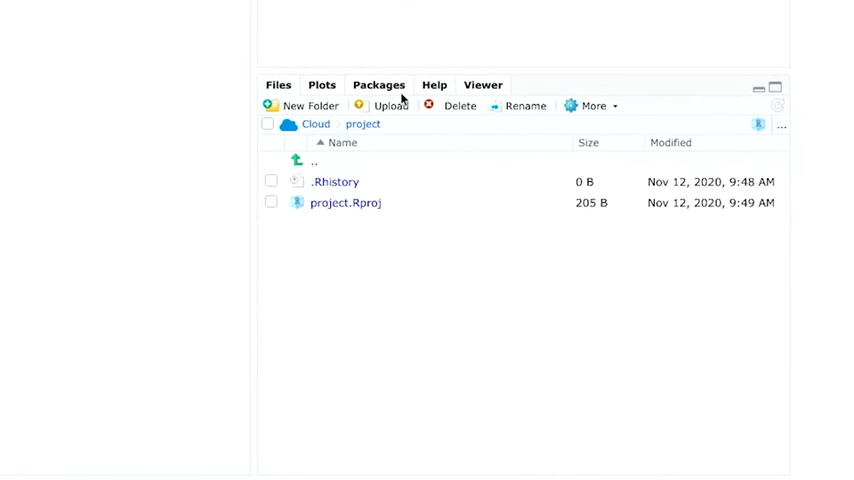 Files Plots Packages Help Viewer
New Folder Upload Delete Rename More
Cloud project ...
Name Size Modified
..
.Rhistory 0 B Nov 12, 2020, 9:48 AM
project.Rproj 205 B Nov 12, 2020, 9:49 AM